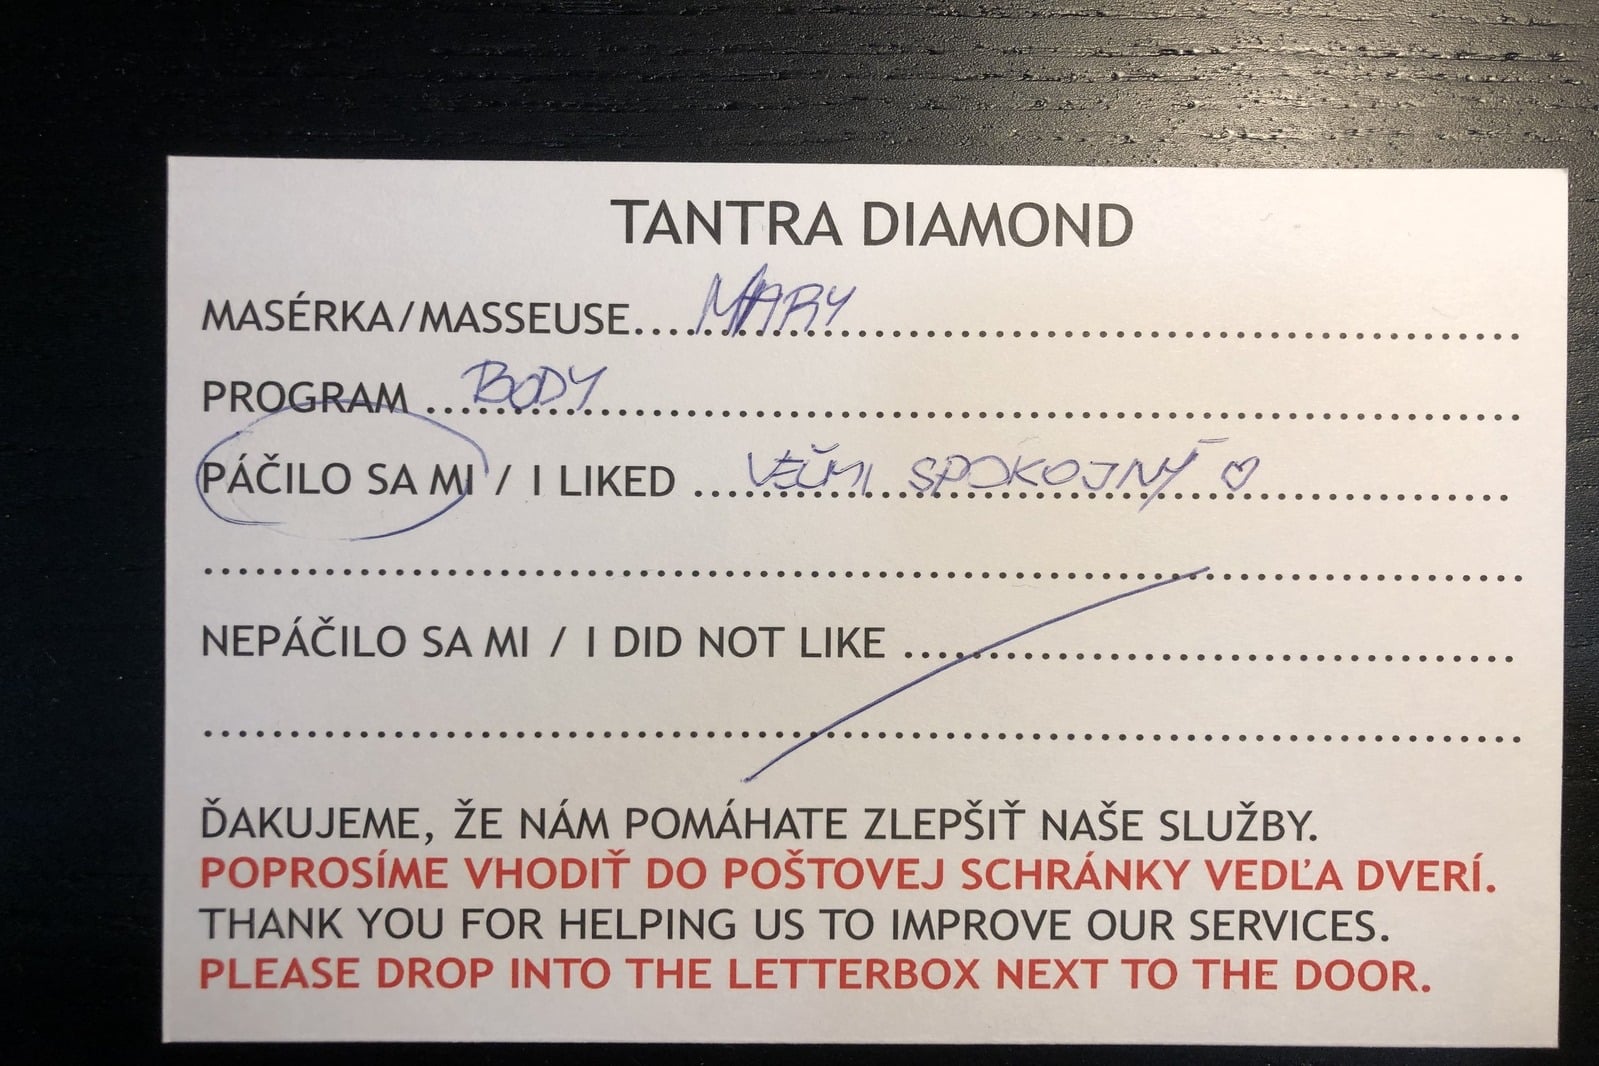 TANTRA DIAMOND
MASÉRKA/MASSEUSE.... MARY ....
PROGRAM .... BODY ....
PÁČILO SA MI / I LIKED .... VEĽMI SPOKOJNÝ ♡ ....
....
NEPÁČILO SA MI / I DID NOT LIKE ....
....
ĎAKUJEME, ŽE NÁM POMÁHATE ZLEPŠIŤ NAŠE SLUŽBY.
POPROSÍME VHODIŤ DO POŠTOVEJ SCHRÁNKY VEDĽA DVERÍ.
THANK YOU FOR HELPING US TO IMPROVE OUR SERVICES.
PLEASE DROP INTO THE LETTERBOX NEXT TO THE DOOR.